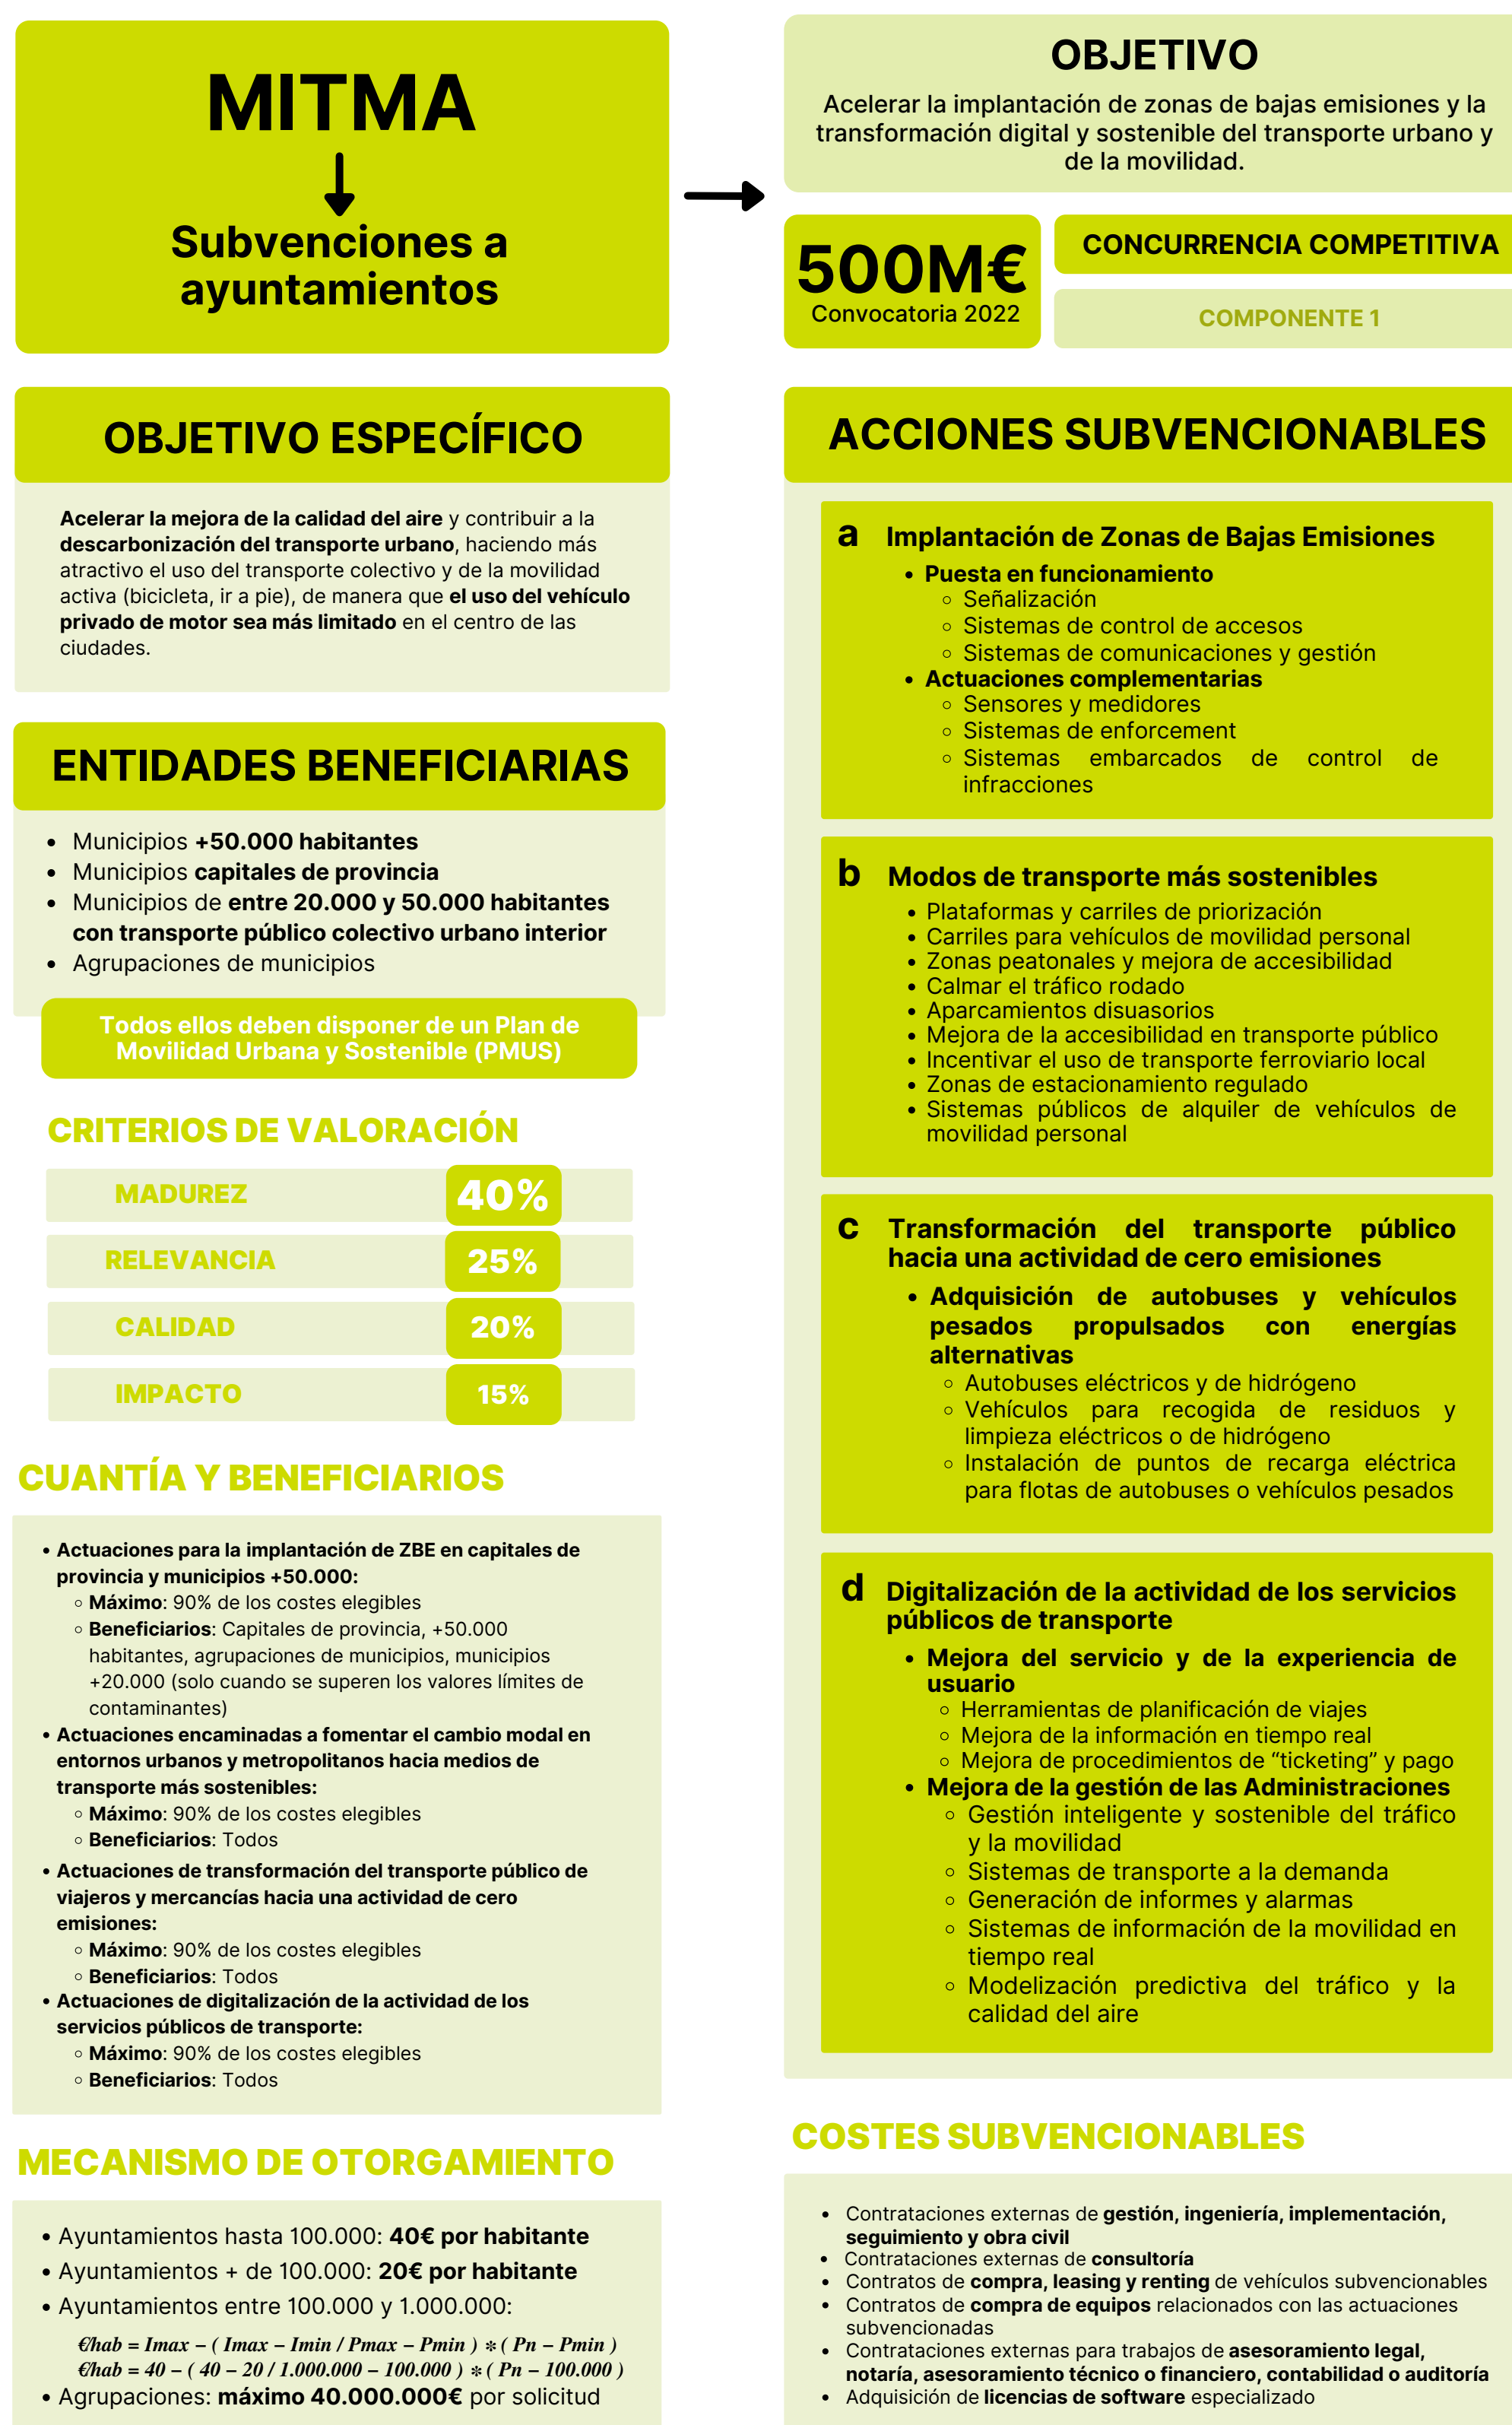 MITMA
Subvenciones a
ayuntamientos
OBJETIVO
Acelerar la implantación de zonas de bajas emisiones y la
transformación digital y sostenible del transporte urbano y
de la movilidad.
500M€
Convocatoria 2022
CONCURRENCIA COMPETITIVA
COMPONENTE 1
OBJETIVO ESPECÍFICO
Acelerar la mejora de la calidad del aire y contribuir a la
descarbonización del transporte urbano, haciendo más
atractivo el uso del transporte colectivo y de la movilidad
activa (bicicleta, ir a pie), de manera que el uso del vehículo
privado de motor sea más limitado en el centro de las
ciudades.
ENTIDADES BENEFICIARIAS
• Municipios +50.000 habitantes
• Municipios capitales de provincia
• Municipios de entre 20.000 y 50.000 habitantes
con transporte público colectivo urbano interior
• Agrupaciones de municipios
Todos ellos deben disponer de un Plan de
Movilidad Urbana y Sostenible (PMUS)
CRITERIOS DE VALORACIÓN
MADUREZ 40%
RELEVANCIA 25%
CALIDAD 20%
IMPACTO 15%
CUANTÍA Y BENEFICIARIOS
• Actuaciones para la implantación de ZBE en capitales de
provincia y municipios +50.000:
◦ Máximo: 90% de los costes elegibles
◦ Beneficiarios: Capitales de provincia, +50.000
habitantes, agrupaciones de municipios, municipios
+20.000 (solo cuando se superen los valores límites de
contaminantes)
• Actuaciones encaminadas a fomentar el cambio modal en
entornos urbanos y metropolitanos hacia medios de
transporte más sostenibles:
◦ Máximo: 90% de los costes elegibles
◦ Beneficiarios: Todos
• Actuaciones de transformación del transporte público de
viajeros y mercancías hacia una actividad de cero
emisiones:
◦ Máximo: 90% de los costes elegibles
◦ Beneficiarios: Todos
• Actuaciones de digitalización de la actividad de los
servicios públicos de transporte:
◦ Máximo: 90% de los costes elegibles
◦ Beneficiarios: Todos
MECANISMO DE OTORGAMIENTO
• Ayuntamientos hasta 100.000: 40€ por habitante
• Ayuntamientos + de 100.000: 20€ por habitante
• Ayuntamientos entre 100.000 y 1.000.000:
€/hab = Imax − ( Imax − Imin / Pmax − Pmin ) * ( Pn − Pmin )
€/hab = 40 − ( 40 − 20 / 1.000.000 − 100.000 ) * ( Pn − 100.000 )
• Agrupaciones: máximo 40.000.000€ por solicitud
ACCIONES SUBVENCIONABLES
a Implantación de Zonas de Bajas Emisiones
• Puesta en funcionamiento
◦ Señalización
◦ Sistemas de control de accesos
◦ Sistemas de comunicaciones y gestión
• Actuaciones complementarias
◦ Sensores y medidores
◦ Sistemas de enforcement
◦ Sistemas embarcados de control de
infracciones
b Modos de transporte más sostenibles
• Plataformas y carriles de priorización
• Carriles para vehículos de movilidad personal
• Zonas peatonales y mejora de accesibilidad
• Calmar el tráfico rodado
• Aparcamientos disuasorios
• Mejora de la accesibilidad en transporte público
• Incentivar el uso de transporte ferroviario local
• Zonas de estacionamiento regulado
• Sistemas públicos de alquiler de vehículos de
movilidad personal
c Transformación del transporte público
hacia una actividad de cero emisiones
• Adquisición de autobuses y vehículos
pesados propulsados con energías
alternativas
◦ Autobuses eléctricos y de hidrógeno
◦ Vehículos para recogida de residuos y
limpieza eléctricos o de hidrógeno
◦ Instalación de puntos de recarga eléctrica
para flotas de autobuses o vehículos pesados
d Digitalización de la actividad de los servicios
públicos de transporte
• Mejora del servicio y de la experiencia de
usuario
◦ Herramientas de planificación de viajes
◦ Mejora de la información en tiempo real
◦ Mejora de procedimientos de “ticketing” y pago
• Mejora de la gestión de las Administraciones
◦ Gestión inteligente y sostenible del tráfico
y la movilidad
◦ Sistemas de transporte a la demanda
◦ Generación de informes y alarmas
◦ Sistemas de información de la movilidad en
tiempo real
◦ Modelización predictiva del tráfico y la
calidad del aire
COSTES SUBVENCIONABLES
• Contrataciones externas de gestión, ingeniería, implementación,
seguimiento y obra civil
• Contrataciones externas de consultoría
• Contratos de compra, leasing y renting de vehículos subvencionables
• Contratos de compra de equipos relacionados con las actuaciones
subvencionadas
• Contrataciones externas para trabajos de asesoramiento legal,
notaría, asesoramiento técnico o financiero, contabilidad o auditoría
• Adquisición de licencias de software especializado